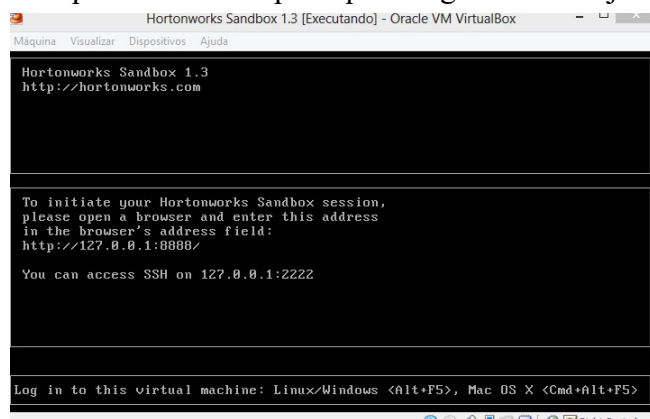 Hortonworks Sandbox 1.3 [Executando] - Oracle VM VirtualBox
Máquina Visualizar Dispositivos Ajuda
Hortonworks Sandbox 1.3
http://hortonworks.com
To initiate your Hortonworks Sandbox session,
please open a browser and enter this address
in the browser's address field:
http://127.0.0.1:8888/
You can access SSH on 127.0.0.1:2222
Log in to this virtual machine: Linux/Windows <Alt+F5>, Mac OS X <Cmd+Alt+F5>